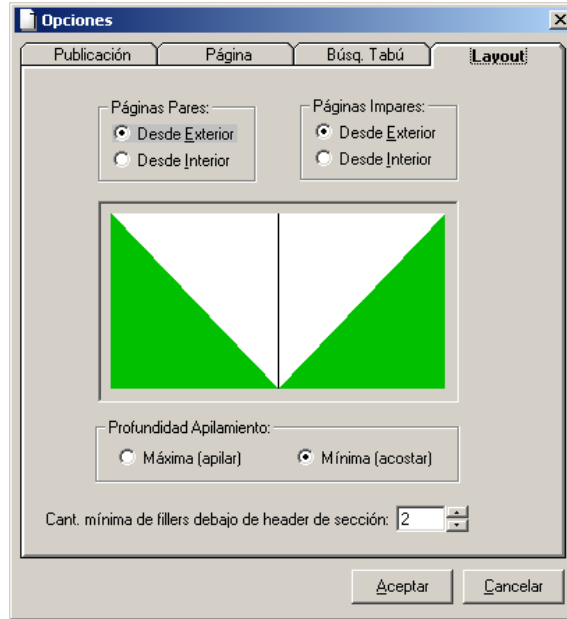 Opciones
Publicación Página Búsq. Tabú Layout
Páginas Pares: Páginas Impares:
Desde Exterior Desde Exterior
Desde Interior Desde Interior
Profundidad Apilamiento:
Máxima (apilar) Mínima (acostar)
Cant. mínima de fillers debajo de header de sección: 2
Aceptar Cancelar